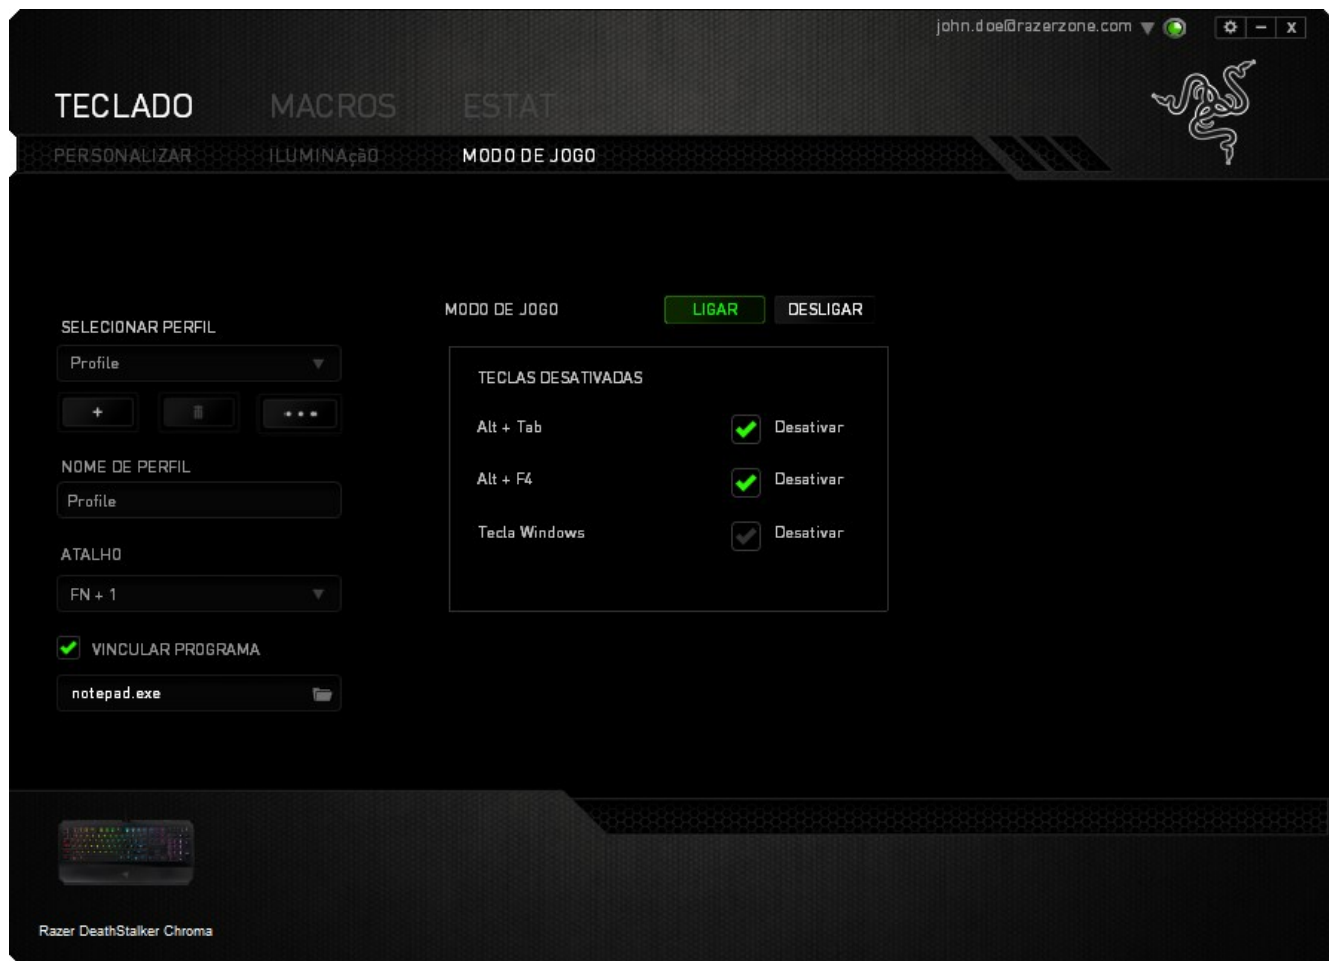 john.doe@razerzone.com
TECLADO MACROS ESTAT
PERSONALIZAR ILUMINAção MODO DE JOGO
MODO DE JOGO LIGAR DESLIGAR
SELECIONAR PERFIL
Profile
+
NOME DE PERFIL
Profile
ATALHO
FN + 1
VINCULAR PROGRAMA
notepad.exe
TECLAS DESATIVADAS
Alt + Tab Desativar
Alt + F4 Desativar
Tecla Windows Desativar
Razer DeathStalker Chroma